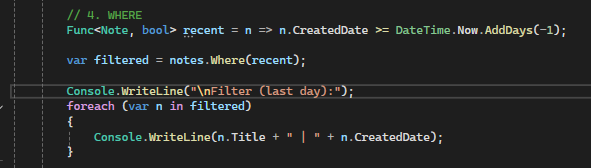 // 4. WHERE
Func<Note, bool> recent = n => n.CreatedDate >= DateTime.Now.AddDays(-1);
var filtered = notes.Where(recent);
Console.WriteLine("\nFilter (last day):");
foreach (var n in filtered)
{
Console.WriteLine(n.Title + " | " + n.CreatedDate);
}